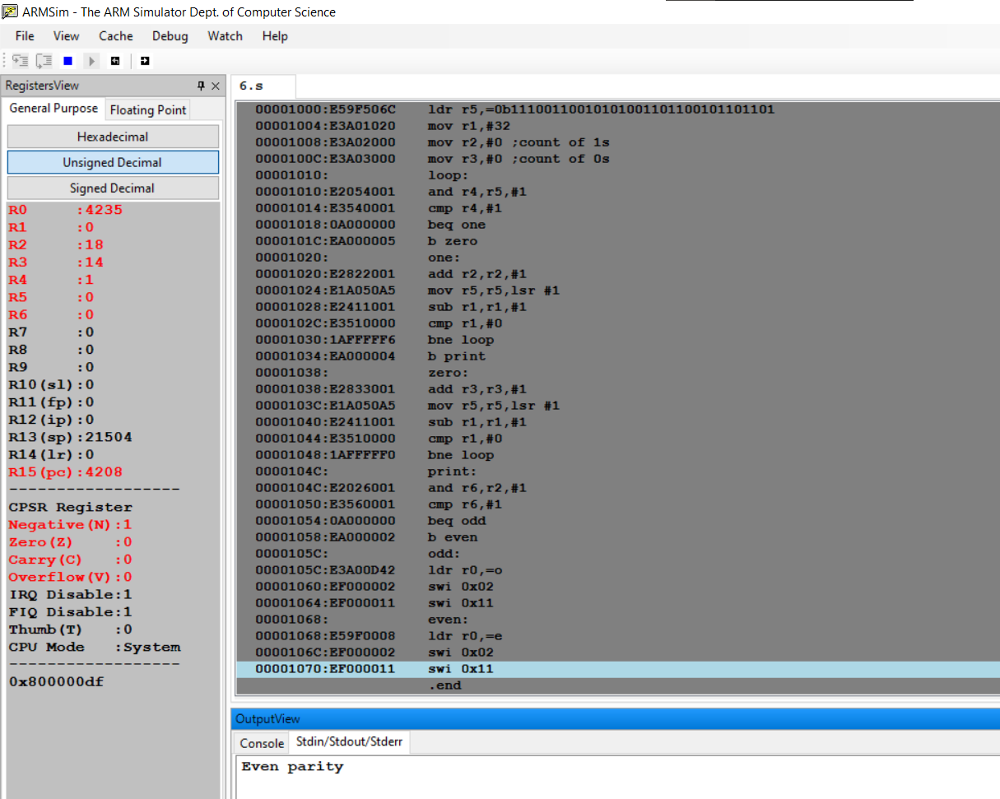 ARMSim - The ARM Simulator Dept. of Computer Science
File View Cache Debug Watch Help
RegistersView
General Purpose Floating Point
Hexadecimal
Unsigned Decimal
Signed Decimal
R0 :4235
R1 :0
R2 :18
R3 :14
R4 :1
R5 :0
R6 :0
R7 :0
R8 :0
R9 :0
R10(sl):0
R11(fp):0
R12(ip):0
R13(sp):21504
R14(lr):0
R15(pc):4208
------------------
CPSR Register
Negative(N):1
Zero(Z) :0
Carry(C) :0
Overflow(V):0
IRQ Disable:1
FIQ Disable:1
Thumb(T) :0
CPU Mode :System
------------------
0x800000df
6.s
00001000:E59F506C ldr r5,=0b11100110010101001101100101101101
00001004:E3A01020 mov r1,#32
00001008:E3A02000 mov r2,#0 ;count of 1s
0000100C:E3A03000 mov r3,#0 ;count of 0s
00001010: loop:
00001010:E2054001 and r4,r5,#1
00001014:E3540001 cmp r4,#1
00001018:0A000000 beq one
0000101C:EA000005 b zero
00001020: one:
00001020:E2822001 add r2,r2,#1
00001024:E1A050A5 mov r5,r5,lsr #1
00001028:E2411001 sub r1,r1,#1
0000102C:E3510000 cmp r1,#0
00001030:1AFFFFF6 bne loop
00001034:EA000004 b print
00001038: zero:
00001038:E2833001 add r3,r3,#1
0000103C:E1A050A5 mov r5,r5,lsr #1
00001040:E2411001 sub r1,r1,#1
00001044:E3510000 cmp r1,#0
00001048:1AFFFFF0 bne loop
0000104C: print:
0000104C:E2026001 and r6,r2,#1
00001050:E3560001 cmp r6,#1
00001054:0A000000 beq odd
00001058:EA000002 b even
0000105C: odd:
0000105C:E3A00D42 ldr r0,=o
00001060:EF000002 swi 0x02
00001064:EF000011 swi 0x11
00001068: even:
00001068:E59F0008 ldr r0,=e
0000106C:EF000002 swi 0x02
00001070:EF000011 swi 0x11
.end
OutputView
Console Stdin/Stdout/Stderr
Even parity